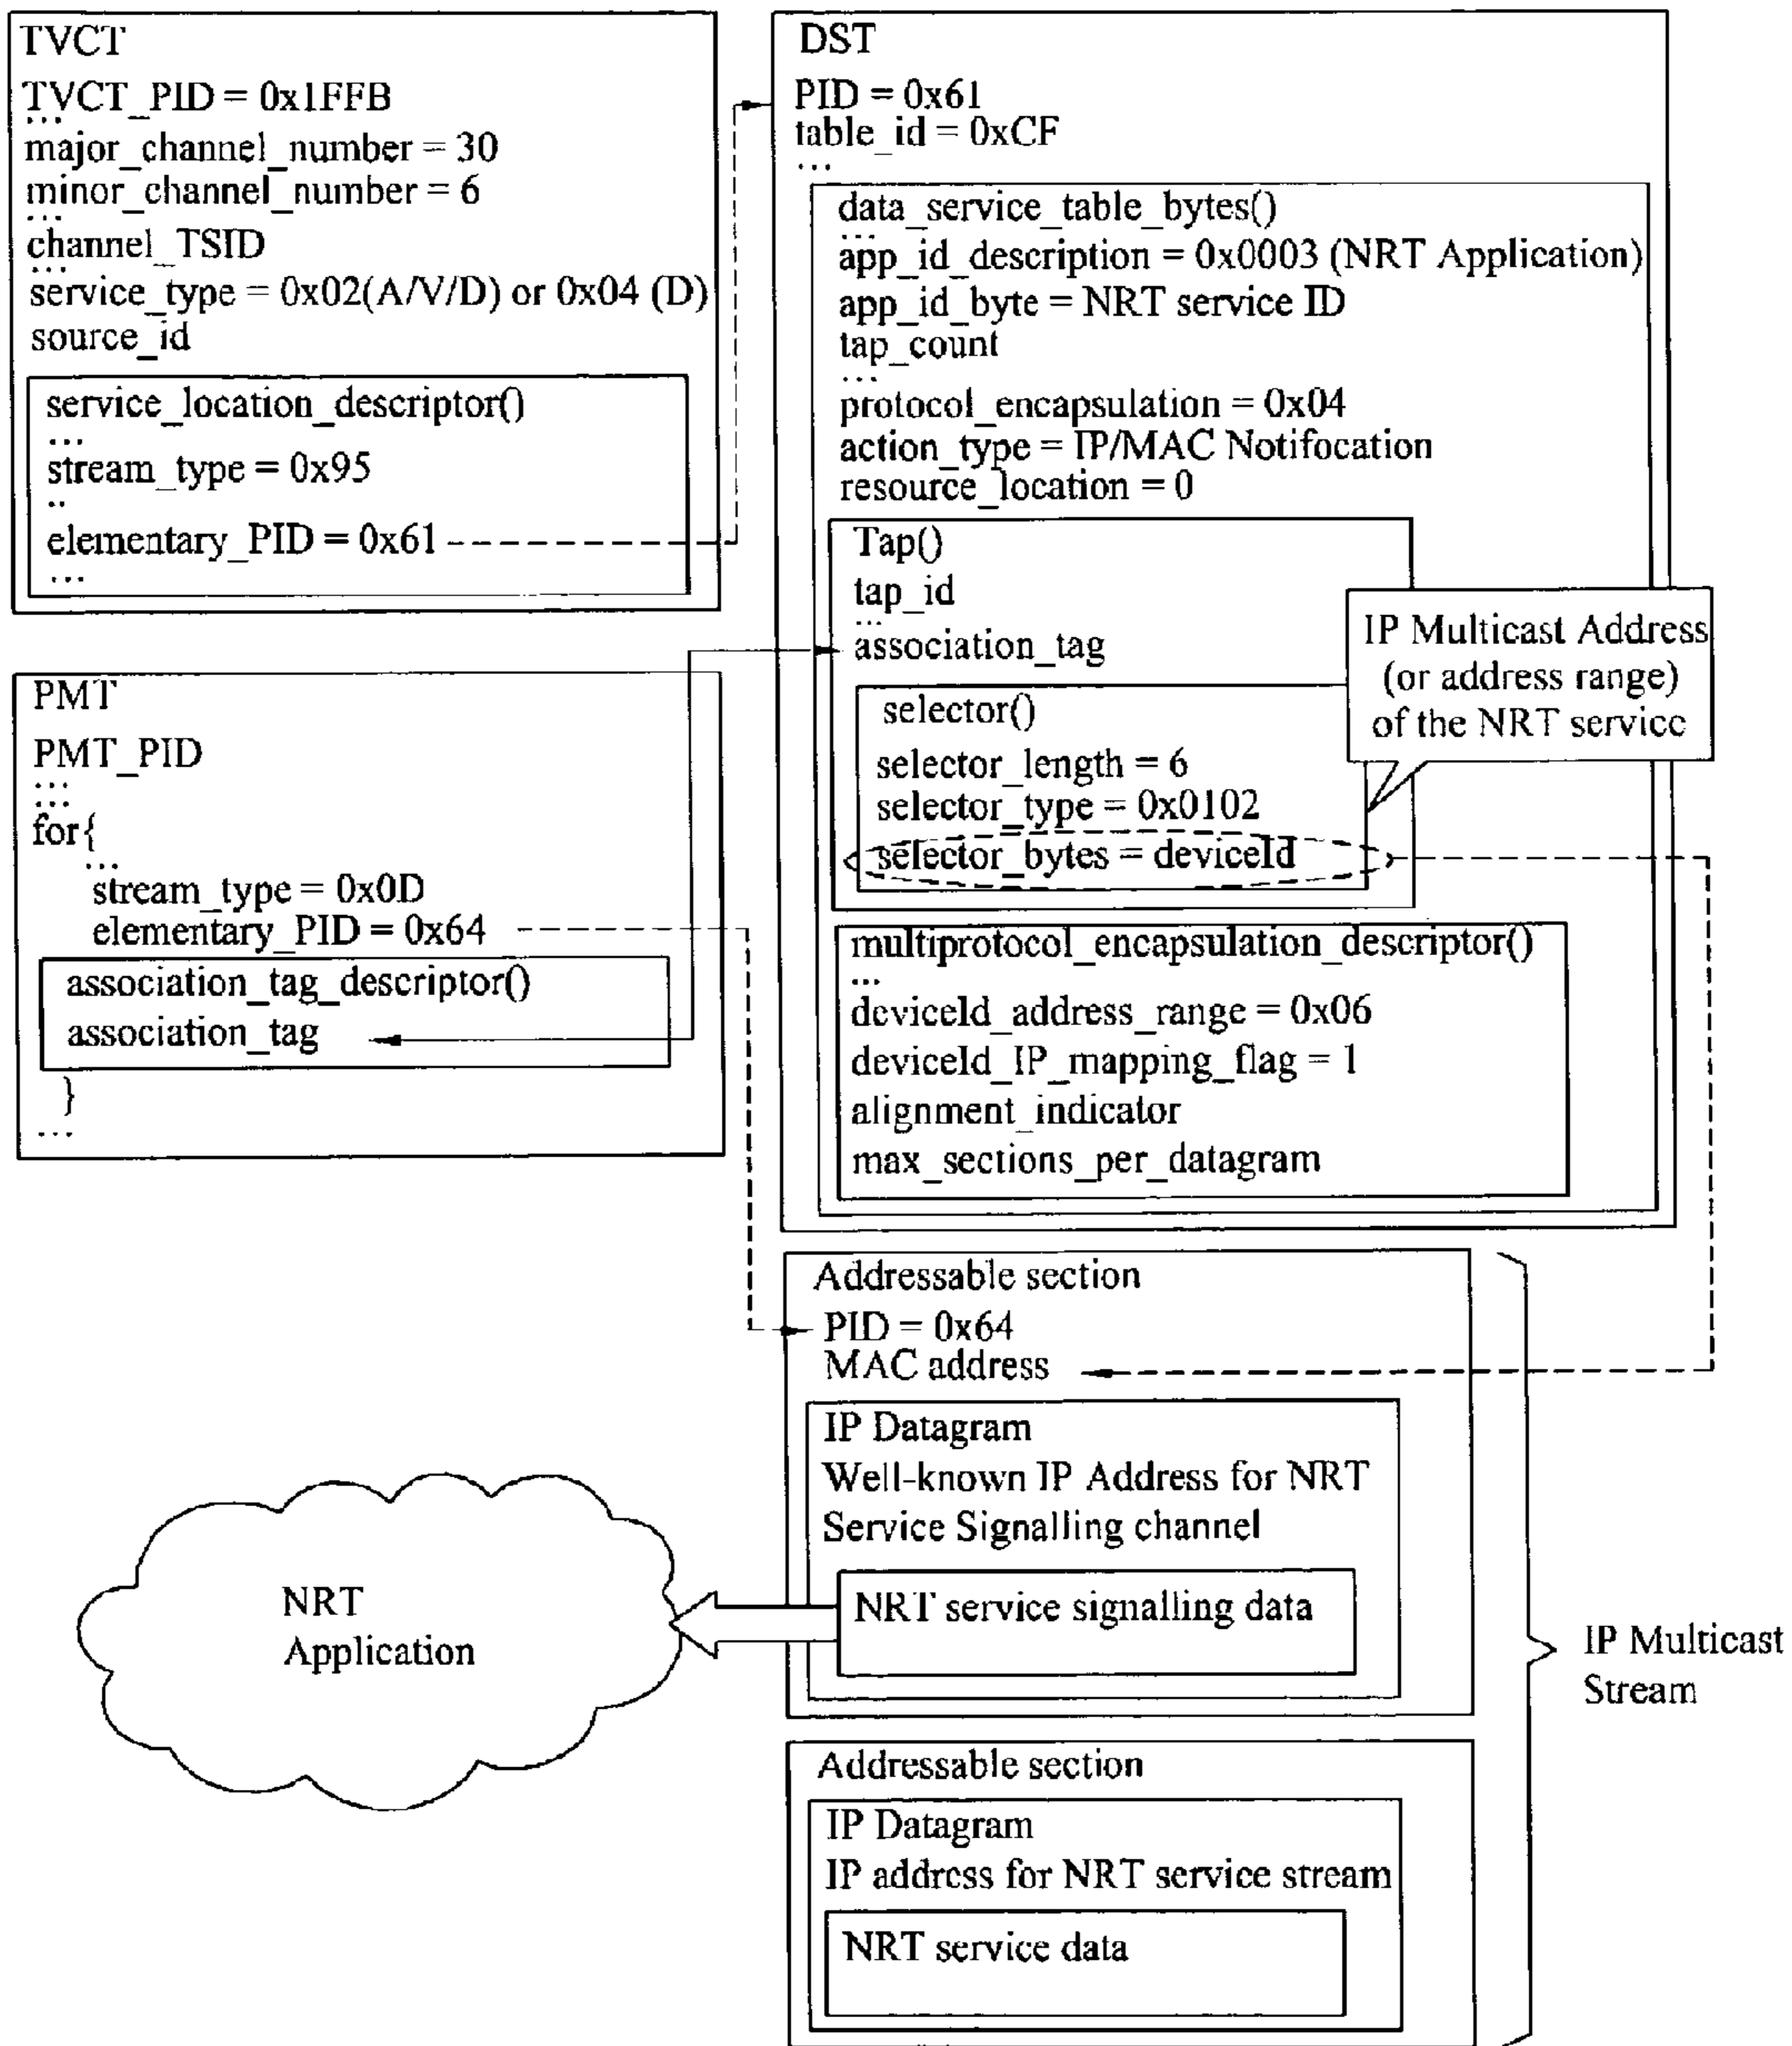 TVCT
TVCT_PID = 0x1FFB
...
major_channel_number = 30
minor_channel_number = 6
...
channel_TSID
...
service_type = 0x02(A/V/D) or 0x04 (D)
source_id
service_location_descriptor()
...
stream_type = 0x95
..
elementary_PID = 0x61
...
PMT
PMT_PID
...
...
for{
...
stream_type = 0x0D
elementary_PID = 0x64
association_tag_descriptor()
association_tag
}
...
DST
PID = 0x61
table_id = 0xCF
...
data_service_table_bytes()
...
app_id_description = 0x0003 (NRT Application)
app_id_byte = NRT service ID
tap_count
...
protocol_encapsulation = 0x04
action_type = IP/MAC Notifocation
resource_location = 0
Tap()
tap_id
...
association_tag
selector()
selector_length = 6
selector_type = 0x0102
selector_bytes = deviceId
IP Multicast Address
(or address range)
of the NRT service
multiprotocol_encapsulation_descriptor()
...
deviceId_address_range = 0x06
deviceId_IP_mapping_flag = 1
alignment_indicator
max_sections_per_datagram
Addressable section
PID = 0x64
MAC address
IP Datagram
Well-known IP Address for NRT
Service Signalling channel
NRT service signalling data
NRT
Application
IP Multicast
Stream
Addressable section
IP Datagram
IP address for NRT service stream
NRT service data